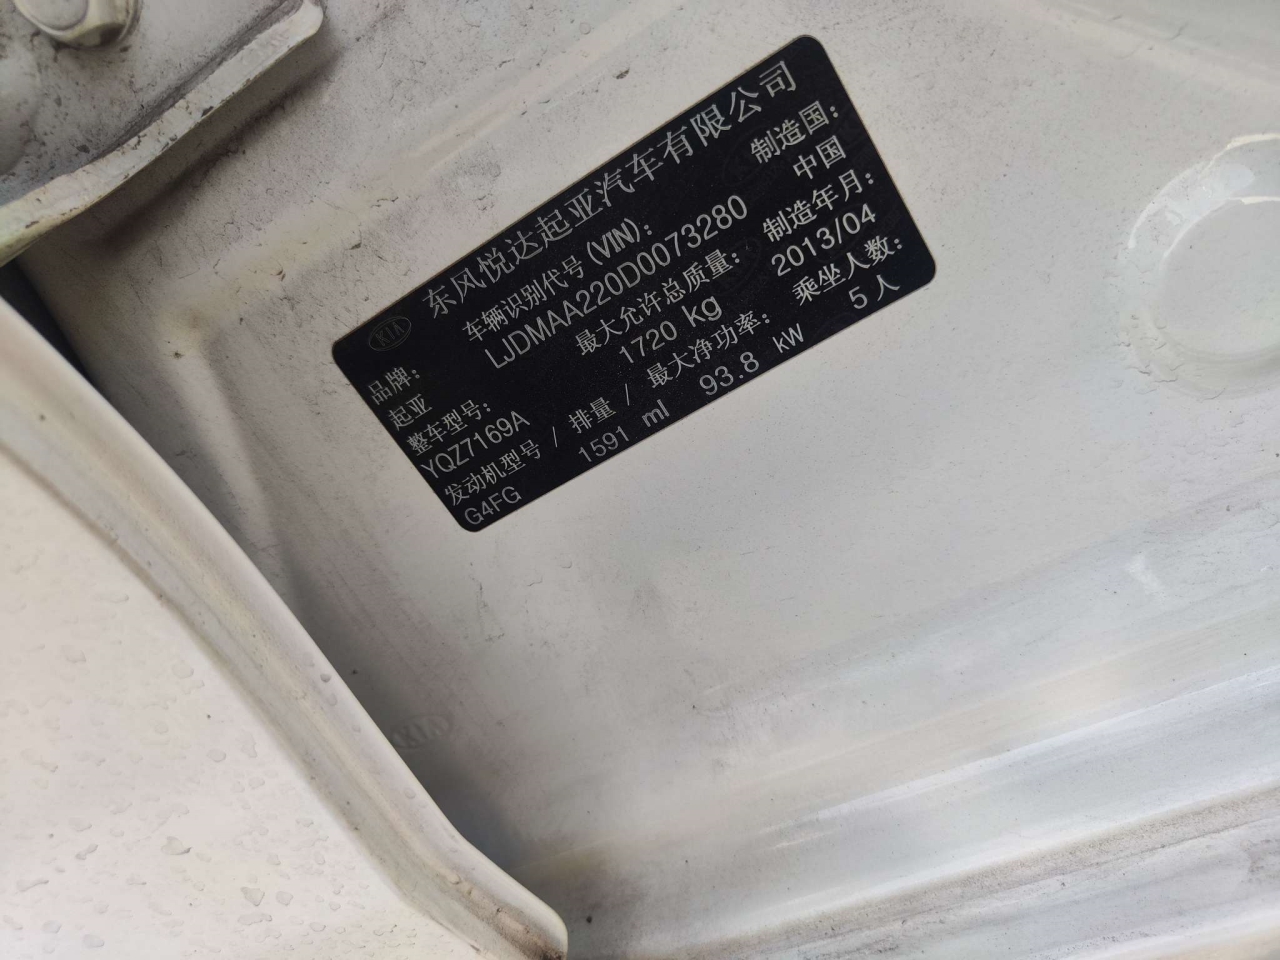 KIA 东风悦达起亚汽车有限公司
车辆识别代号(VIN): 制造国:
LJDMAA220D0073280 中国
品牌: 最大允许总质量: 制造年月:
起亚 1720 kg 2013/04
整车型号: 乘坐人数:
YQZ7169A 5人
发动机型号 / 排量 / 最大净功率:
G4FG 1591 ml 93.8 kW